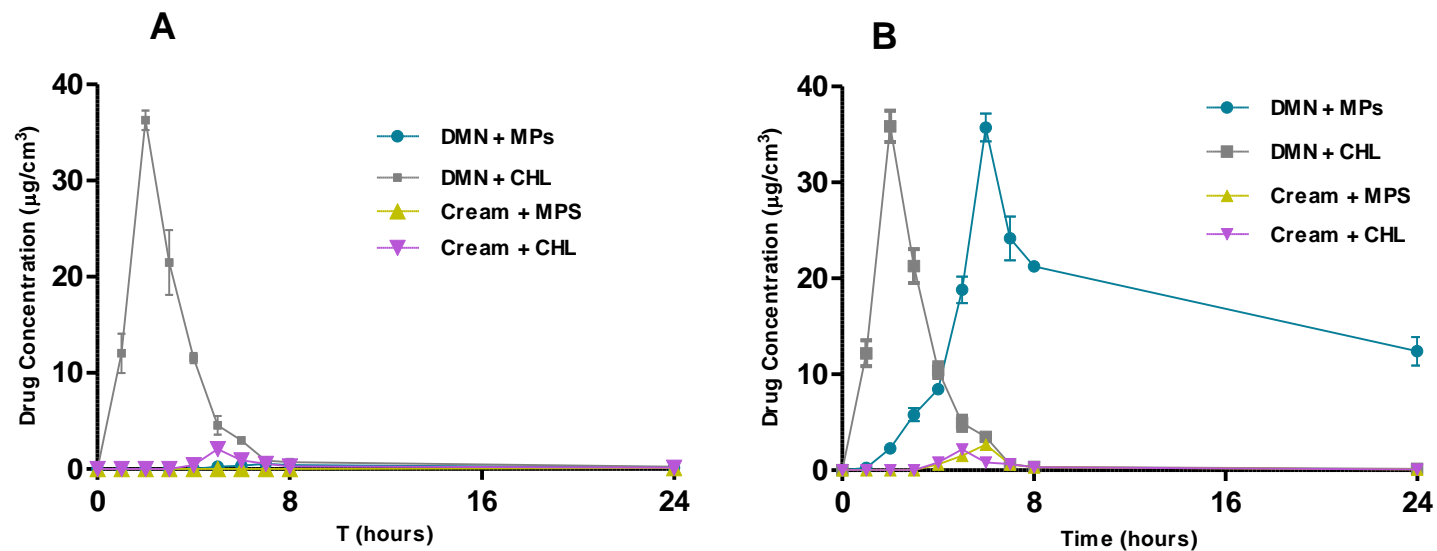 A
Drug Concentration (µg/cm³)
40
30
20
10
0
0
8
16
24
T (hours)
DMN + MPs
DMN + CHL
Cream + MPS
Cream + CHL
B
Drug Concentration (µg/cm³)
40
30
20
10
0
0
8
16
24
Time (hours)
DMN + MPs
DMN + CHL
Cream + MPS
Cream + CHL